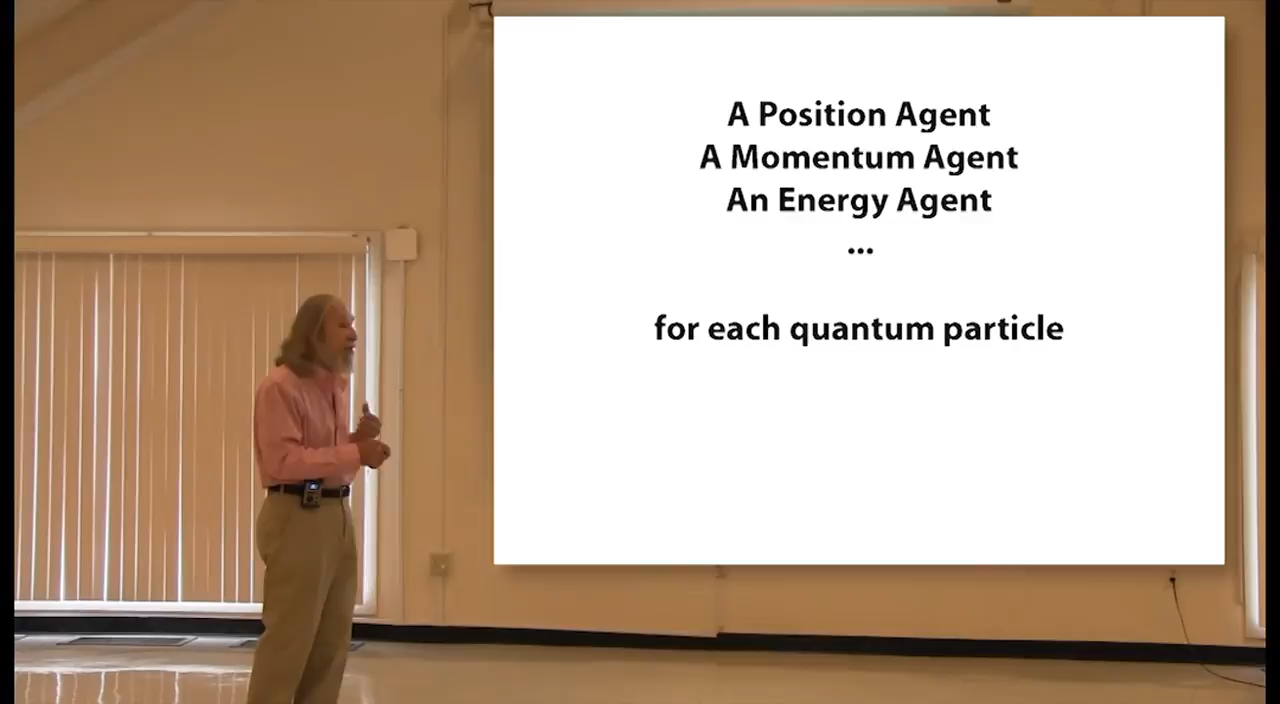 A Position Agent
A Momentum Agent
An Energy Agent
...
for each quantum particle